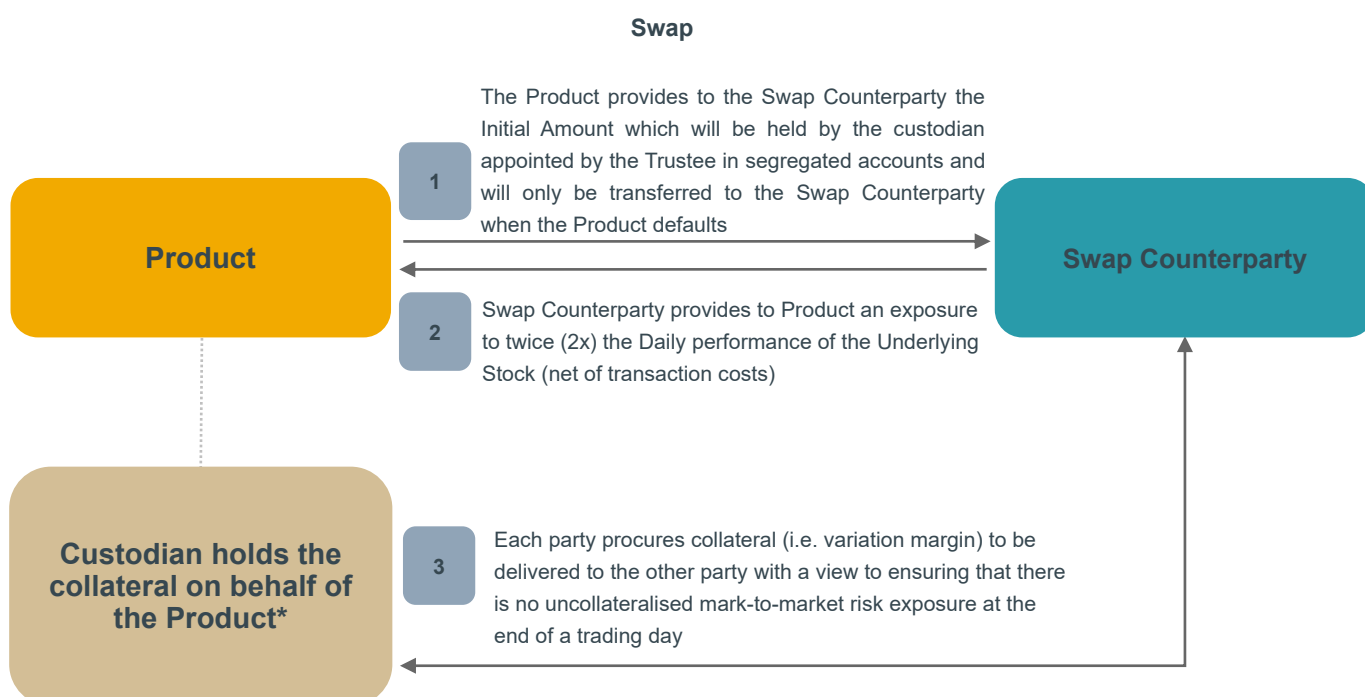 Swap
The Product provides to the Swap Counterparty the
Initial Amount which will be held by the custodian
appointed by the Trustee in segregated accounts and
will only be transferred to the Swap Counterparty
when the Product defaults
1
Product
Swap Counterparty
2
Swap Counterparty provides to Product an exposure
to twice (2x) the Daily performance of the Underlying
Stock (net of transaction costs)
Custodian holds the
collateral on behalf of
the Product*
3
Each party procures collateral (i.e. variation margin) to be
delivered to the other party with a view to ensuring that there
is no uncollateralised mark-to-market risk exposure at the
end of a trading day